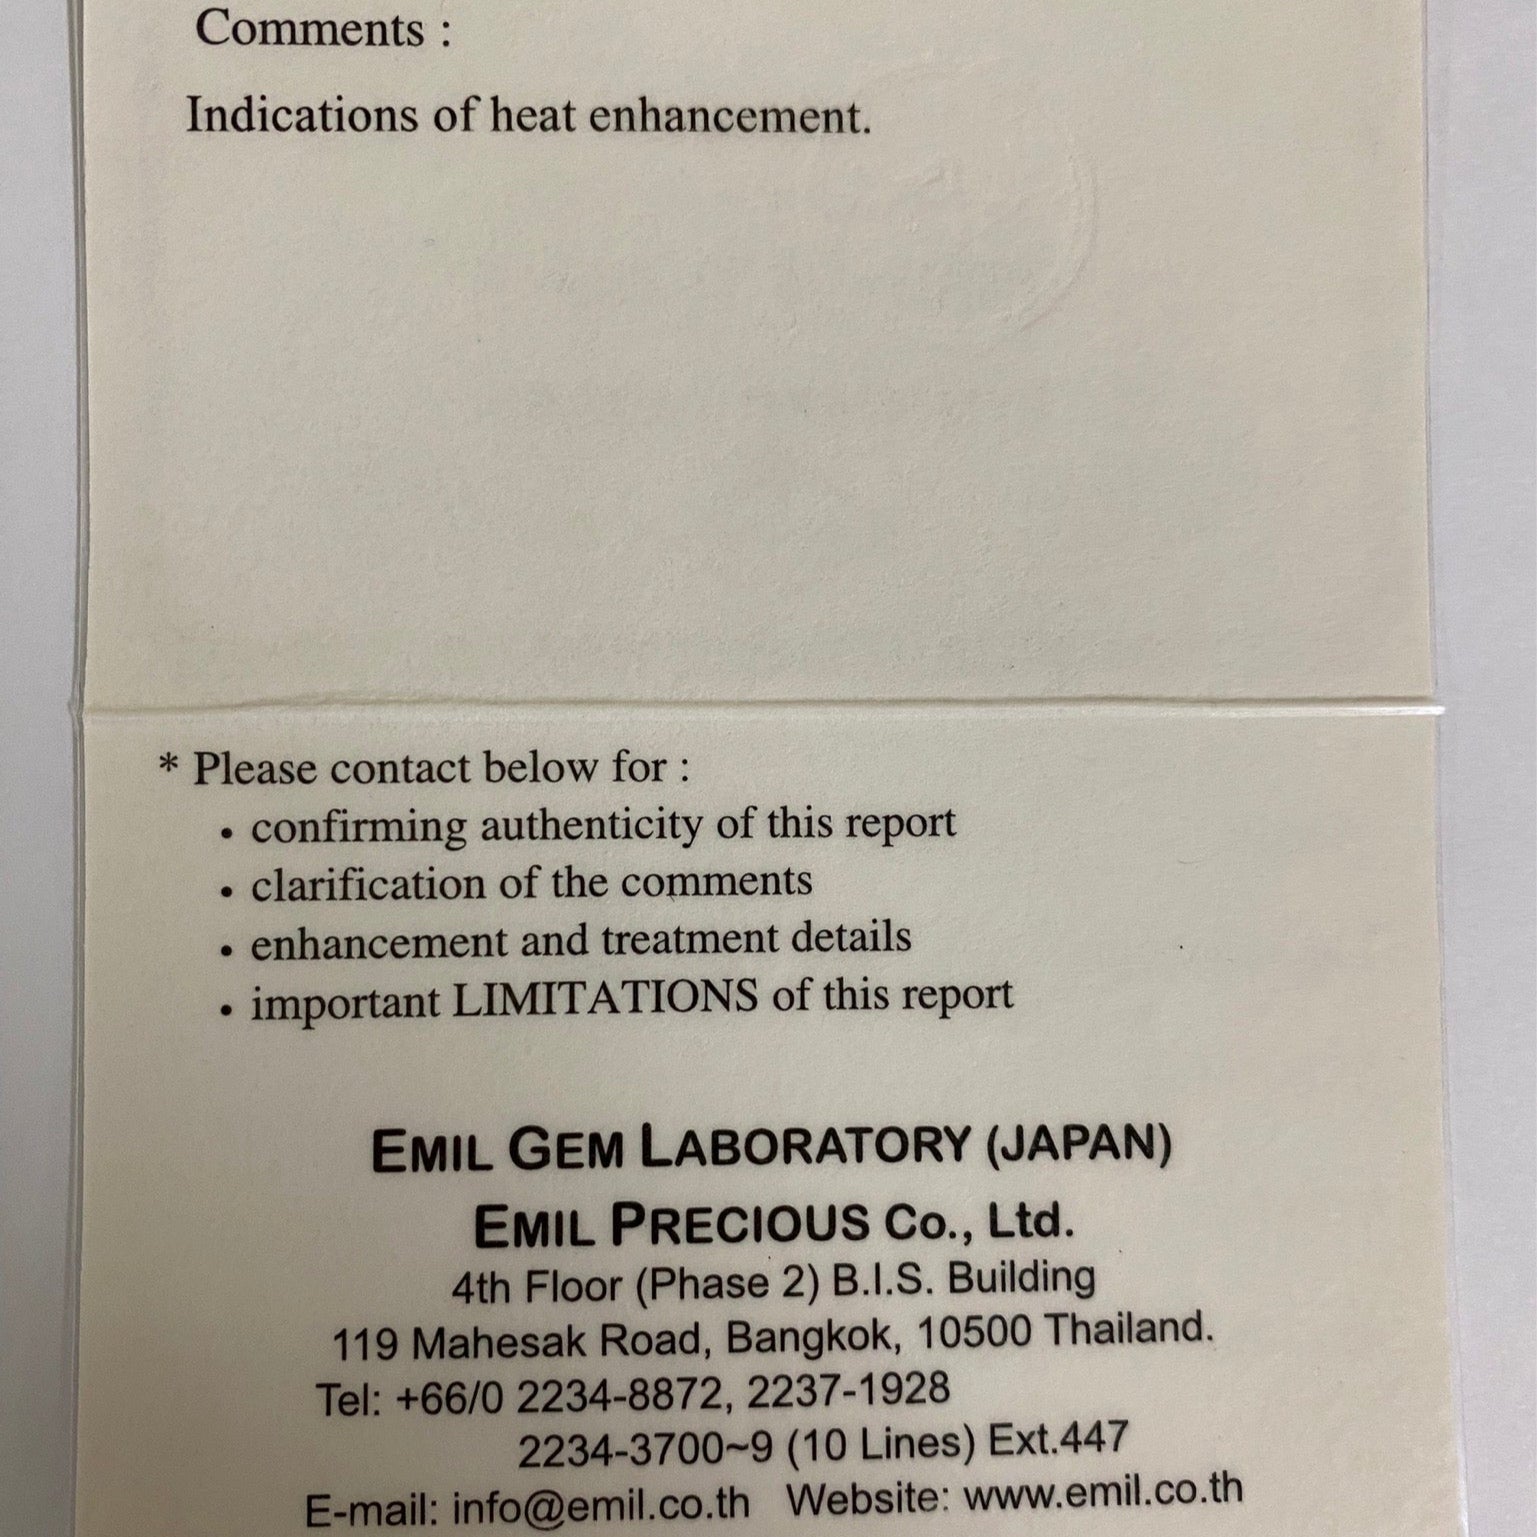 Comments :
Indications of heat enhancement.
* Please contact below for :
• confirming authenticity of this report
• clarification of the comments
• enhancement and treatment details
• important LIMITATIONS of this report
EMIL GEM LABORATORY (JAPAN)
EMIL PRECIOUS Co., Ltd.
4th Floor (Phase 2) B.I.S. Building
119 Mahesak Road, Bangkok, 10500 Thailand.
Tel: +66/0 2234-8872, 2237-1928
2234-3700~9 (10 Lines) Ext.447
E-mail: info@emil.co.th Website: www.emil.co.th